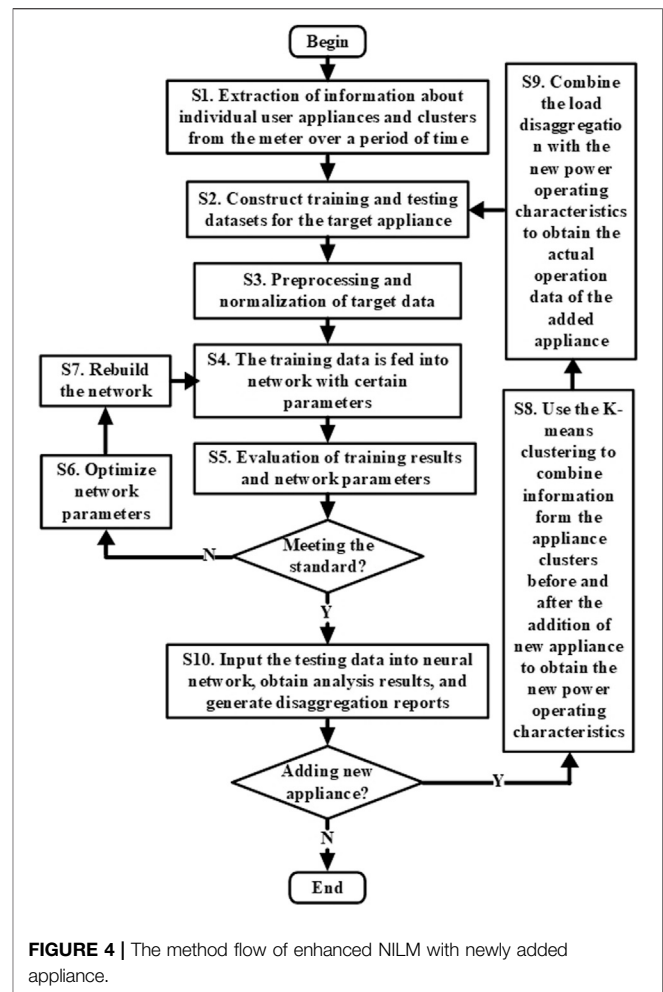 Begin
S1. Extraction of information about
individual user appliances and clusters
from the meter over a period of time
S2. Construct training and testing
datasets for the target appliance
S3. Preprocessing and
normalization of target data
S4. The training data is fed into
network with certain
parameters
S5. Evaluation of training results
and network parameters
Meeting the
standard?
N
Y
S6. Optimize
network
parameters
S7. Rebuild
the network
S10. Input the testing data into neural
network, obtain analysis results, and
generate disaggregation reports
Adding new
appliance?
Y
N
End
S8. Use the K-
means
clustering to
combine
information
form the
appliance
clusters
before and
after the
addition of
new appliance
to obtain the
new power
operating
characteristics
S9. Combine
the load
disaggregatio
n with the
new power
operating
characteristics
to obtain the
actual
operation
data of the
added
appliance
FIGURE 4 | The method flow of enhanced NILM with newly added
appliance.